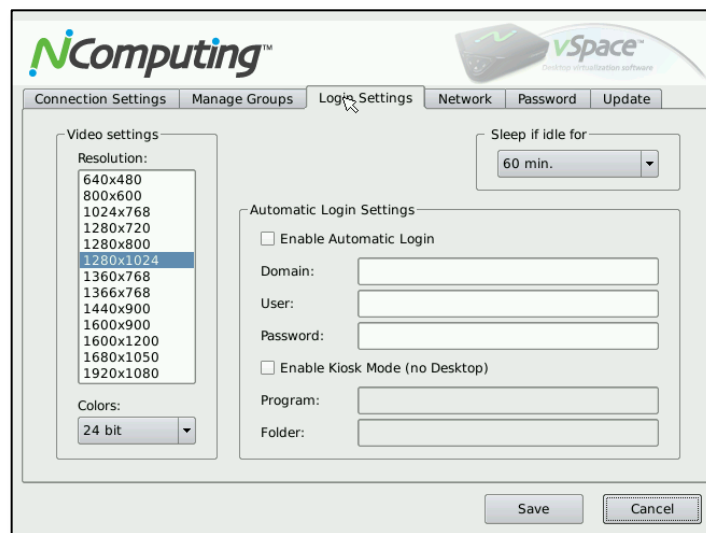 NComputing™
vSpace™
Desktop virtualization software
Connection Settings Manage Groups Login Settings Network Password Update
Video settings
Resolution:
640x480
800x600
1024x768
1280x720
1280x800
1280x1024
1360x768
1366x768
1440x900
1600x900
1600x1200
1680x1050
1920x1080
Colors:
24 bit
Sleep if idle for
60 min.
Automatic Login Settings
Enable Automatic Login
Domain:
User:
Password:
Enable Kiosk Mode (no Desktop)
Program:
Folder:
Save Cancel